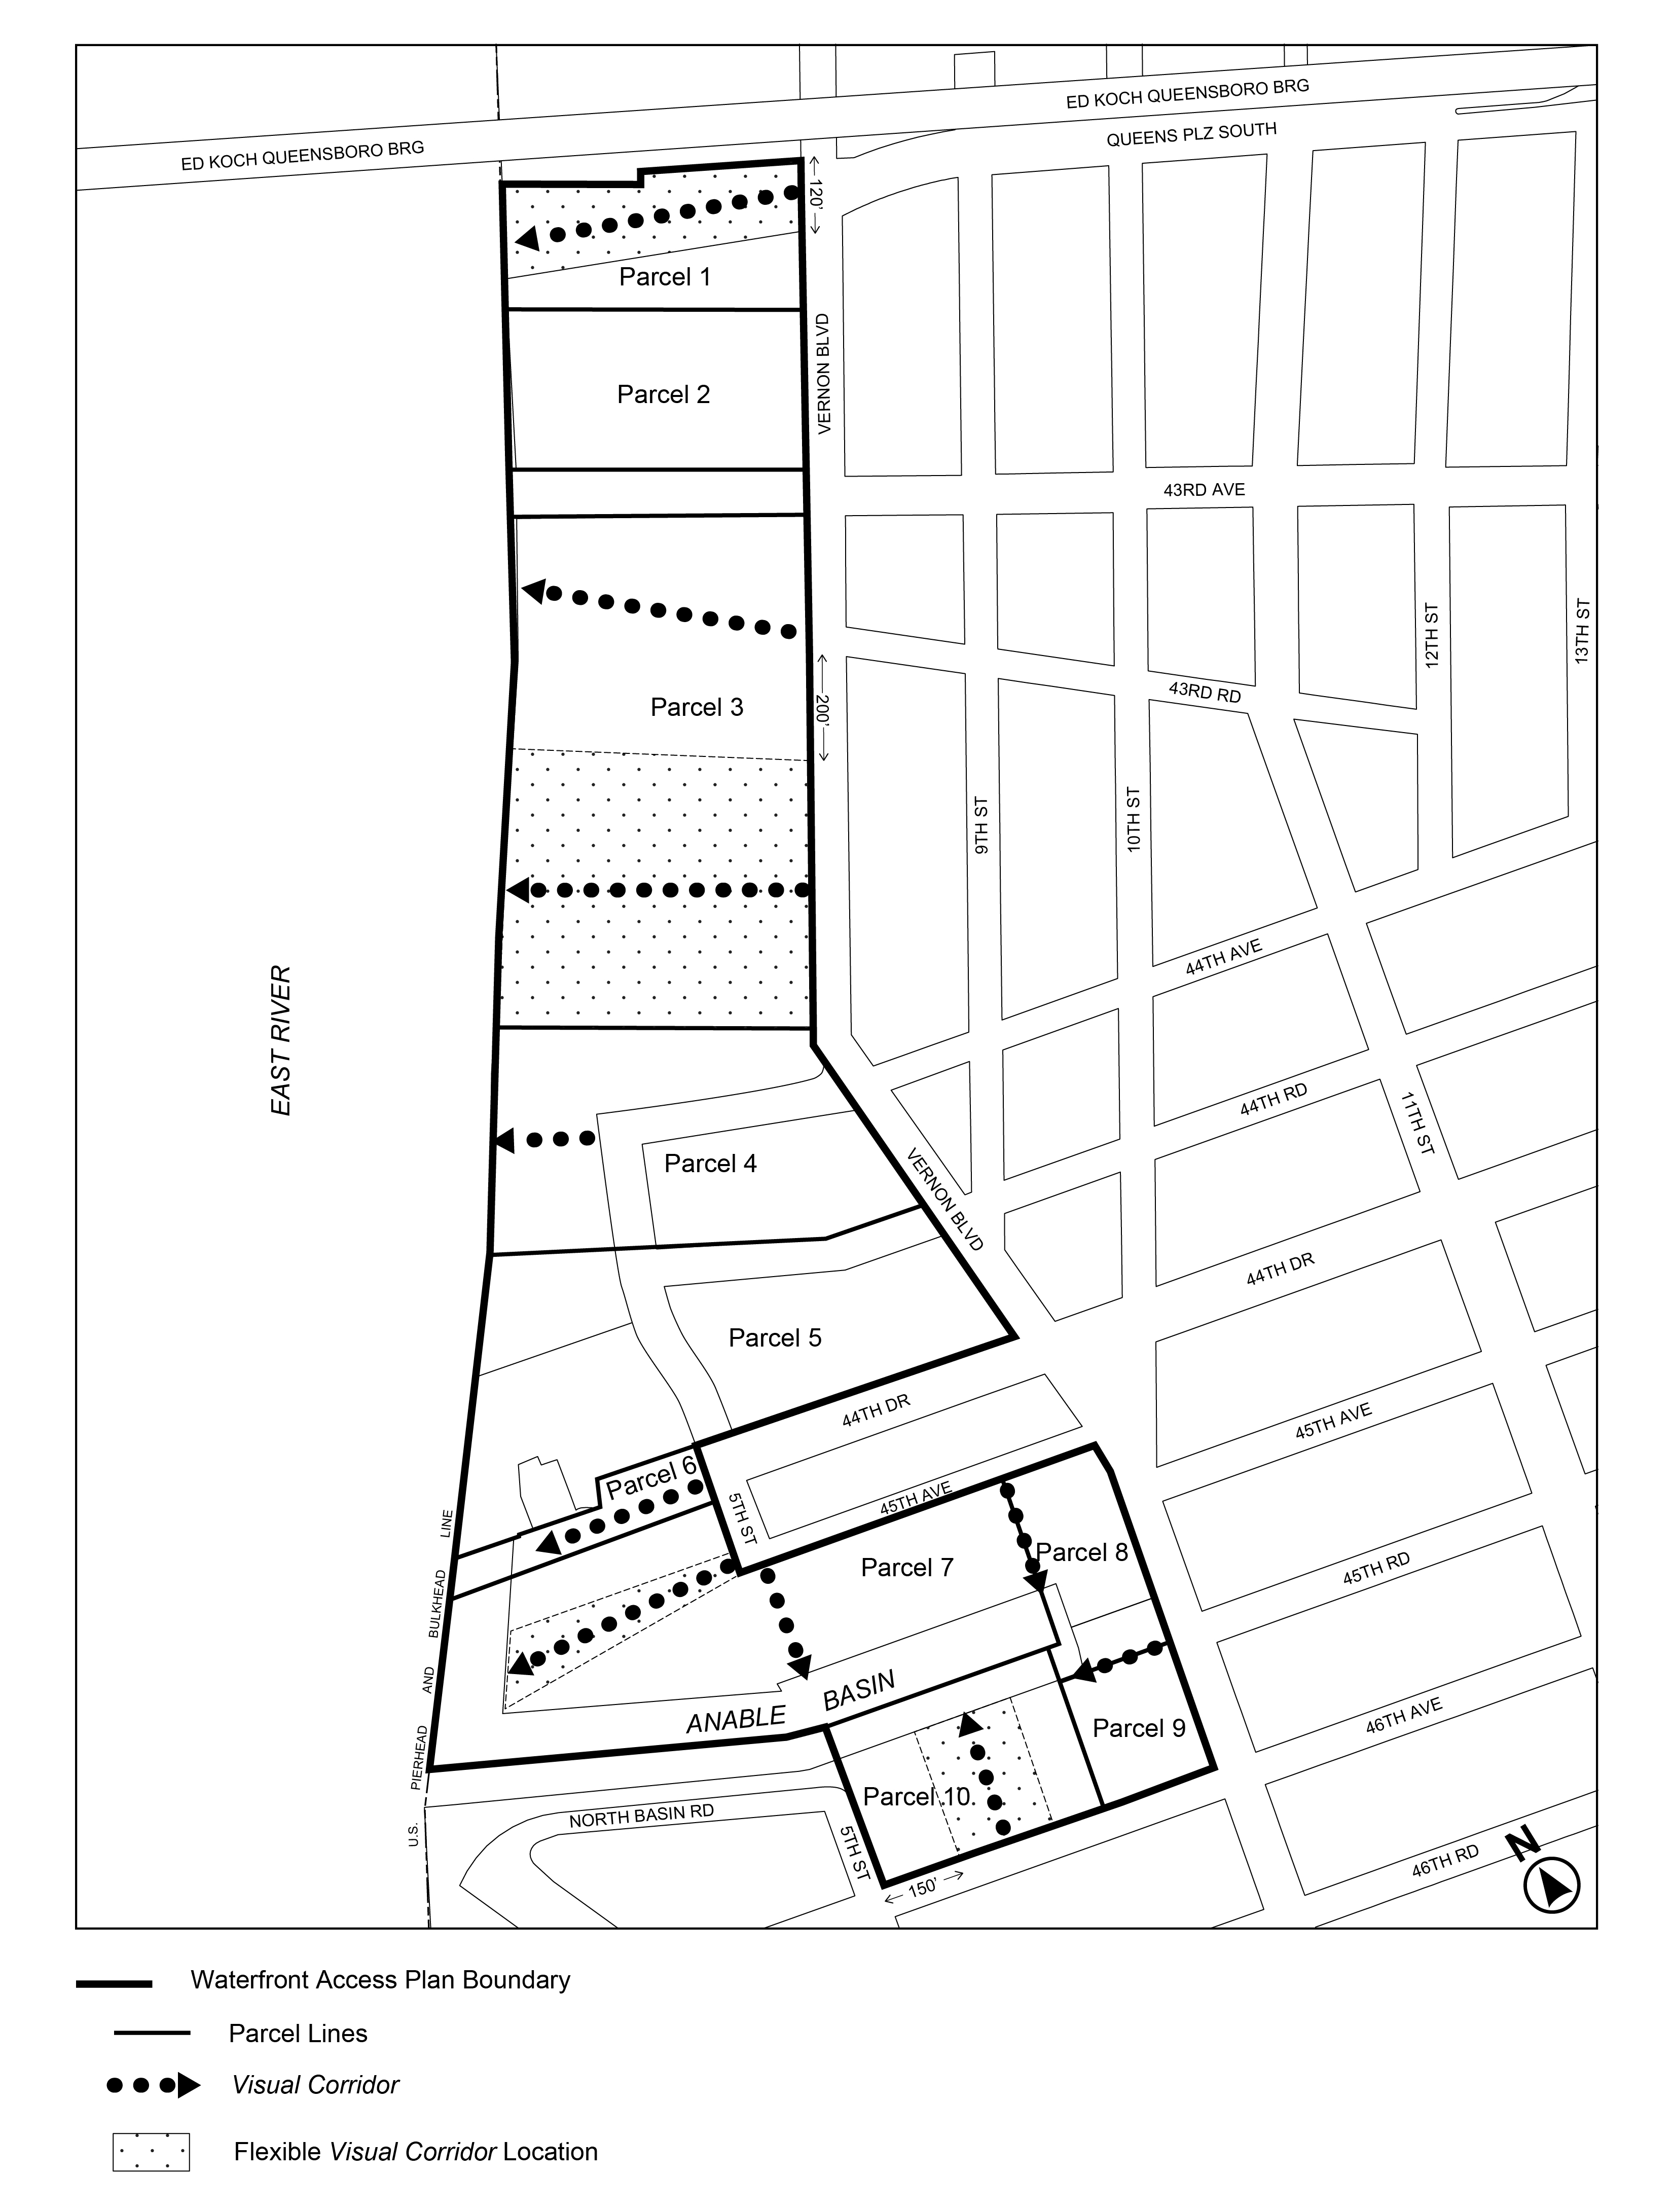 ED KOCH QUEENSBORO BRG
QUEENS PLZ SOUTH
ED KOCH QUEENSBORO BRG
120'
Parcel 1
VERNON BLVD
Parcel 2
43RD AVE
12TH ST
13TH ST
43RD RD
Parcel 3
200'
9TH ST
10TH ST
44TH AVE
EAST RIVER
44TH RD
11TH ST
Parcel 4
VERNON BLVD
44TH DR
Parcel 5
44TH DR
45TH AVE
Parcel 6
45TH AVE
5TH ST
Parcel 7
Parcel 8
45TH RD
U.S. PIERHEAD AND BULKHEAD LINE
ANABLE BASIN
Parcel 9
46TH AVE
Parcel 10
NORTH BASIN RD
5TH ST
46TH RD
150'
N
Waterfront Access Plan Boundary
Parcel Lines
Visual Corridor
Flexible Visual Corridor Location